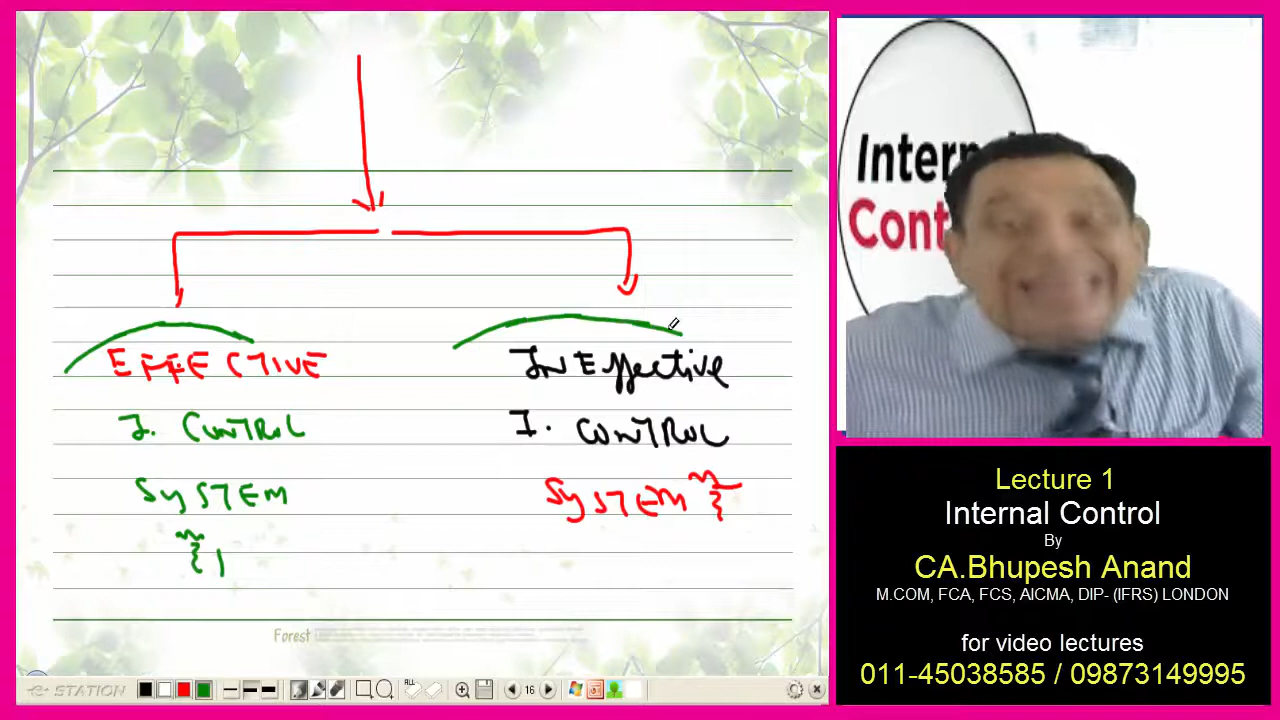 EFFECTIVE
I. CONTROL
SYSTEM
InEffective
I. CONTROL
SYSTEM
Forest
e-STATION
ALL
16
Intern
Cont
Lecture 1
Internal Control
By
CA.Bhupesh Anand
M.COM, FCA, FCS, AICMA, DIP- (IFRS) LONDON
for video lectures
011-45038585 / 09873149995